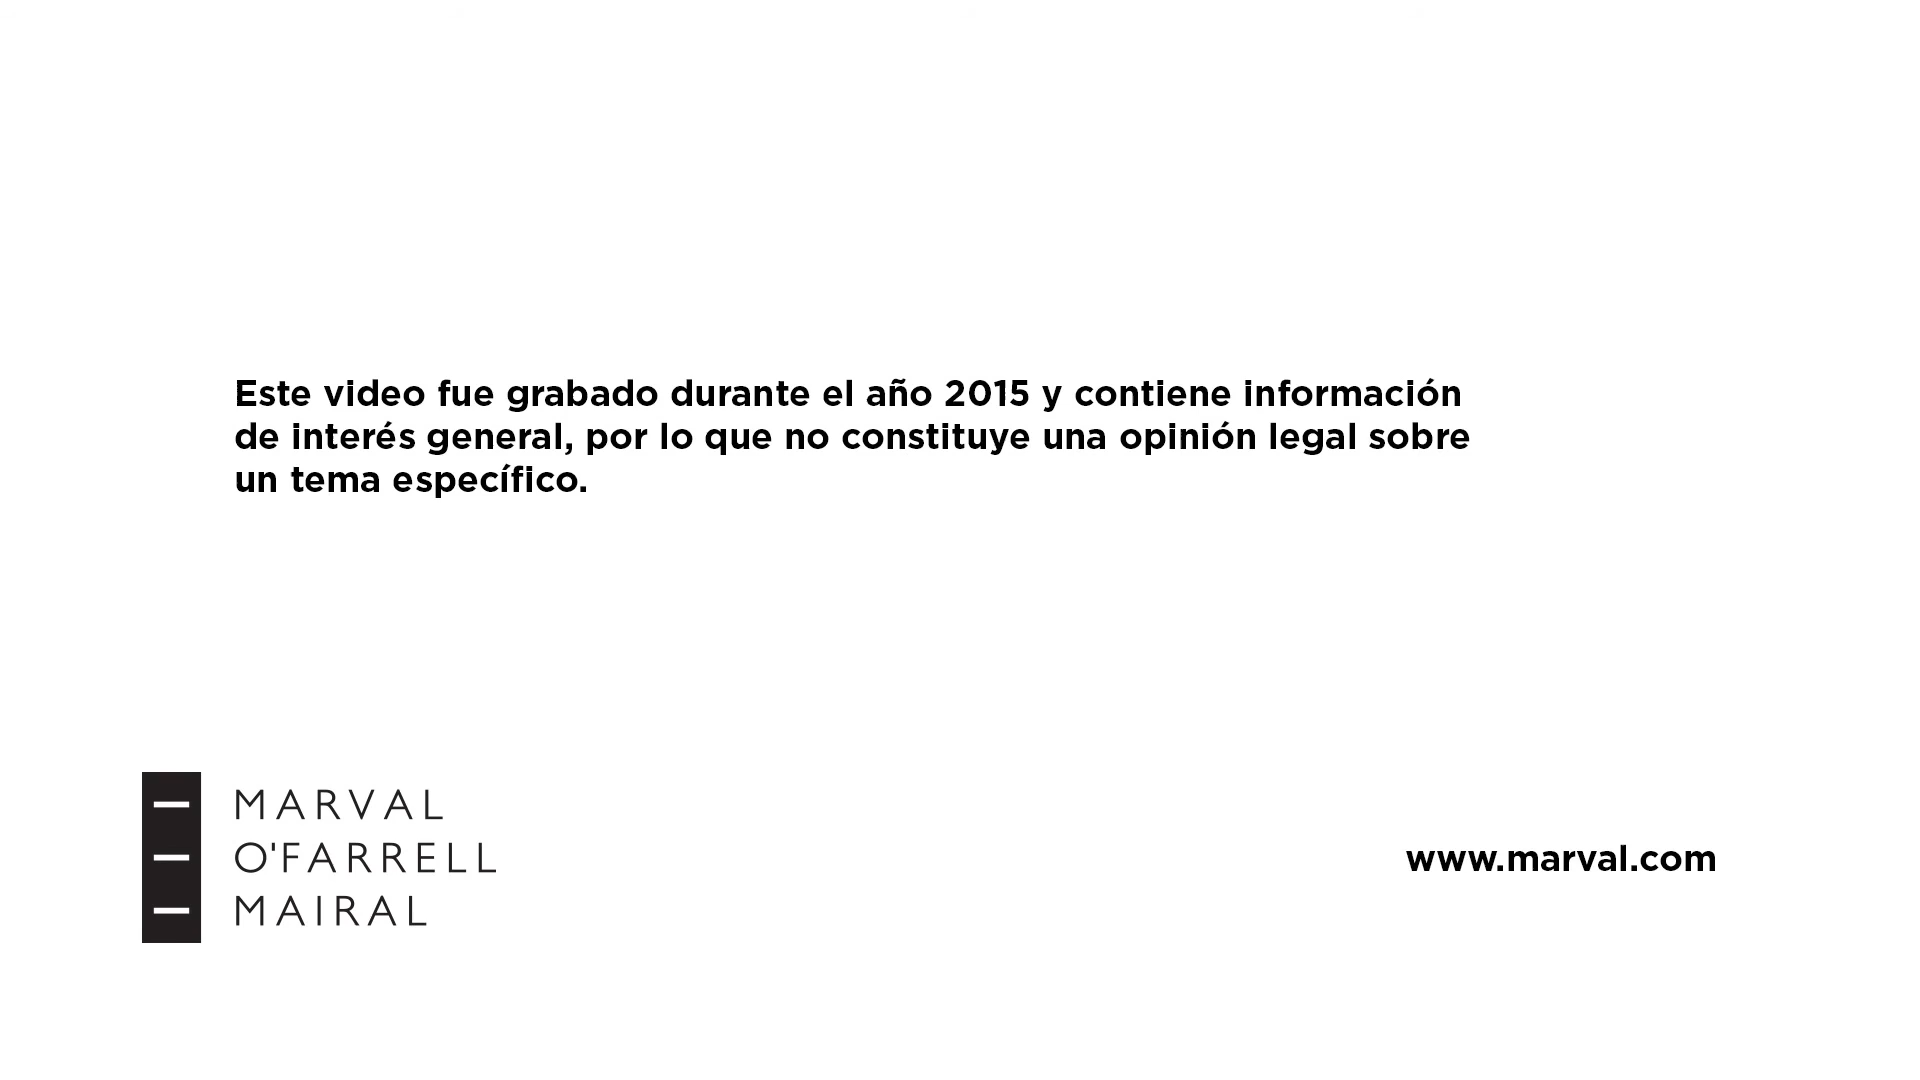 Este video fue grabado durante el año 2015 y contiene información
de interés general, por lo que no constituye una opinión legal sobre
un tema específico.
MARVAL
O'FARRELL
MAIRAL
www.marval.com